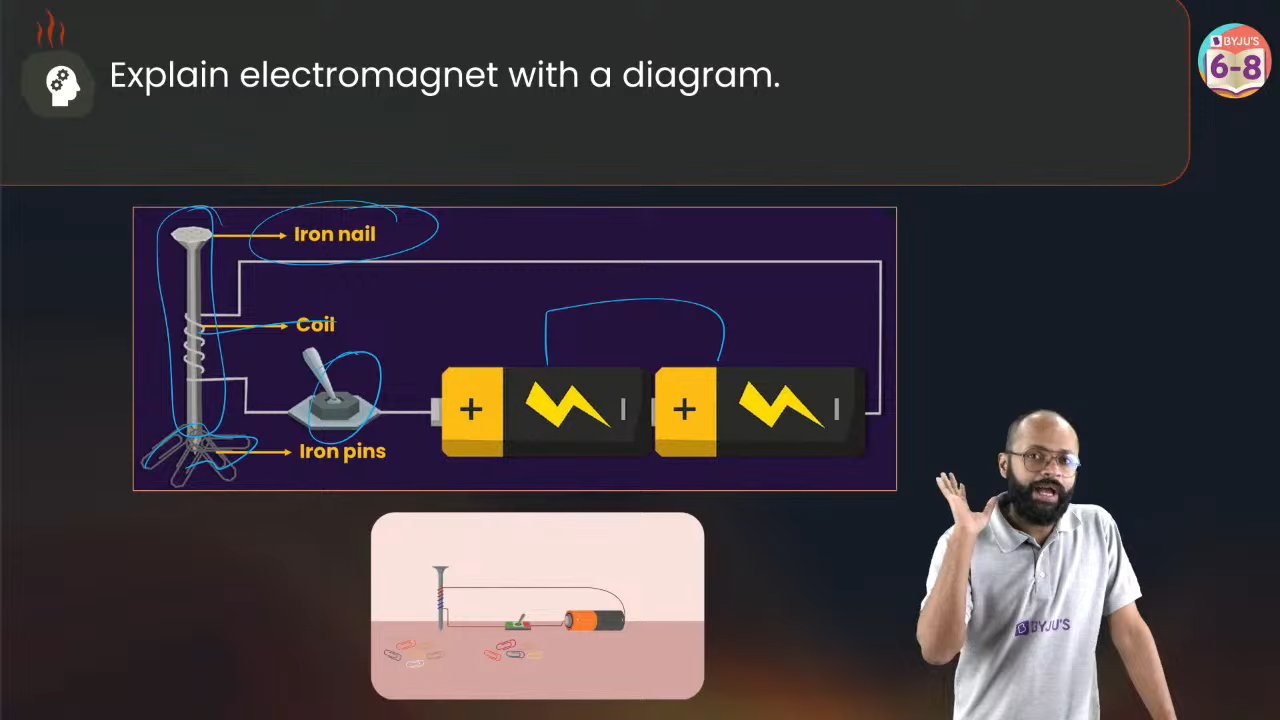 Explain electromagnet with a diagram.
BYJU'S
6-8
Iron nail
Coil
+
+
Iron pins
BYJU'S